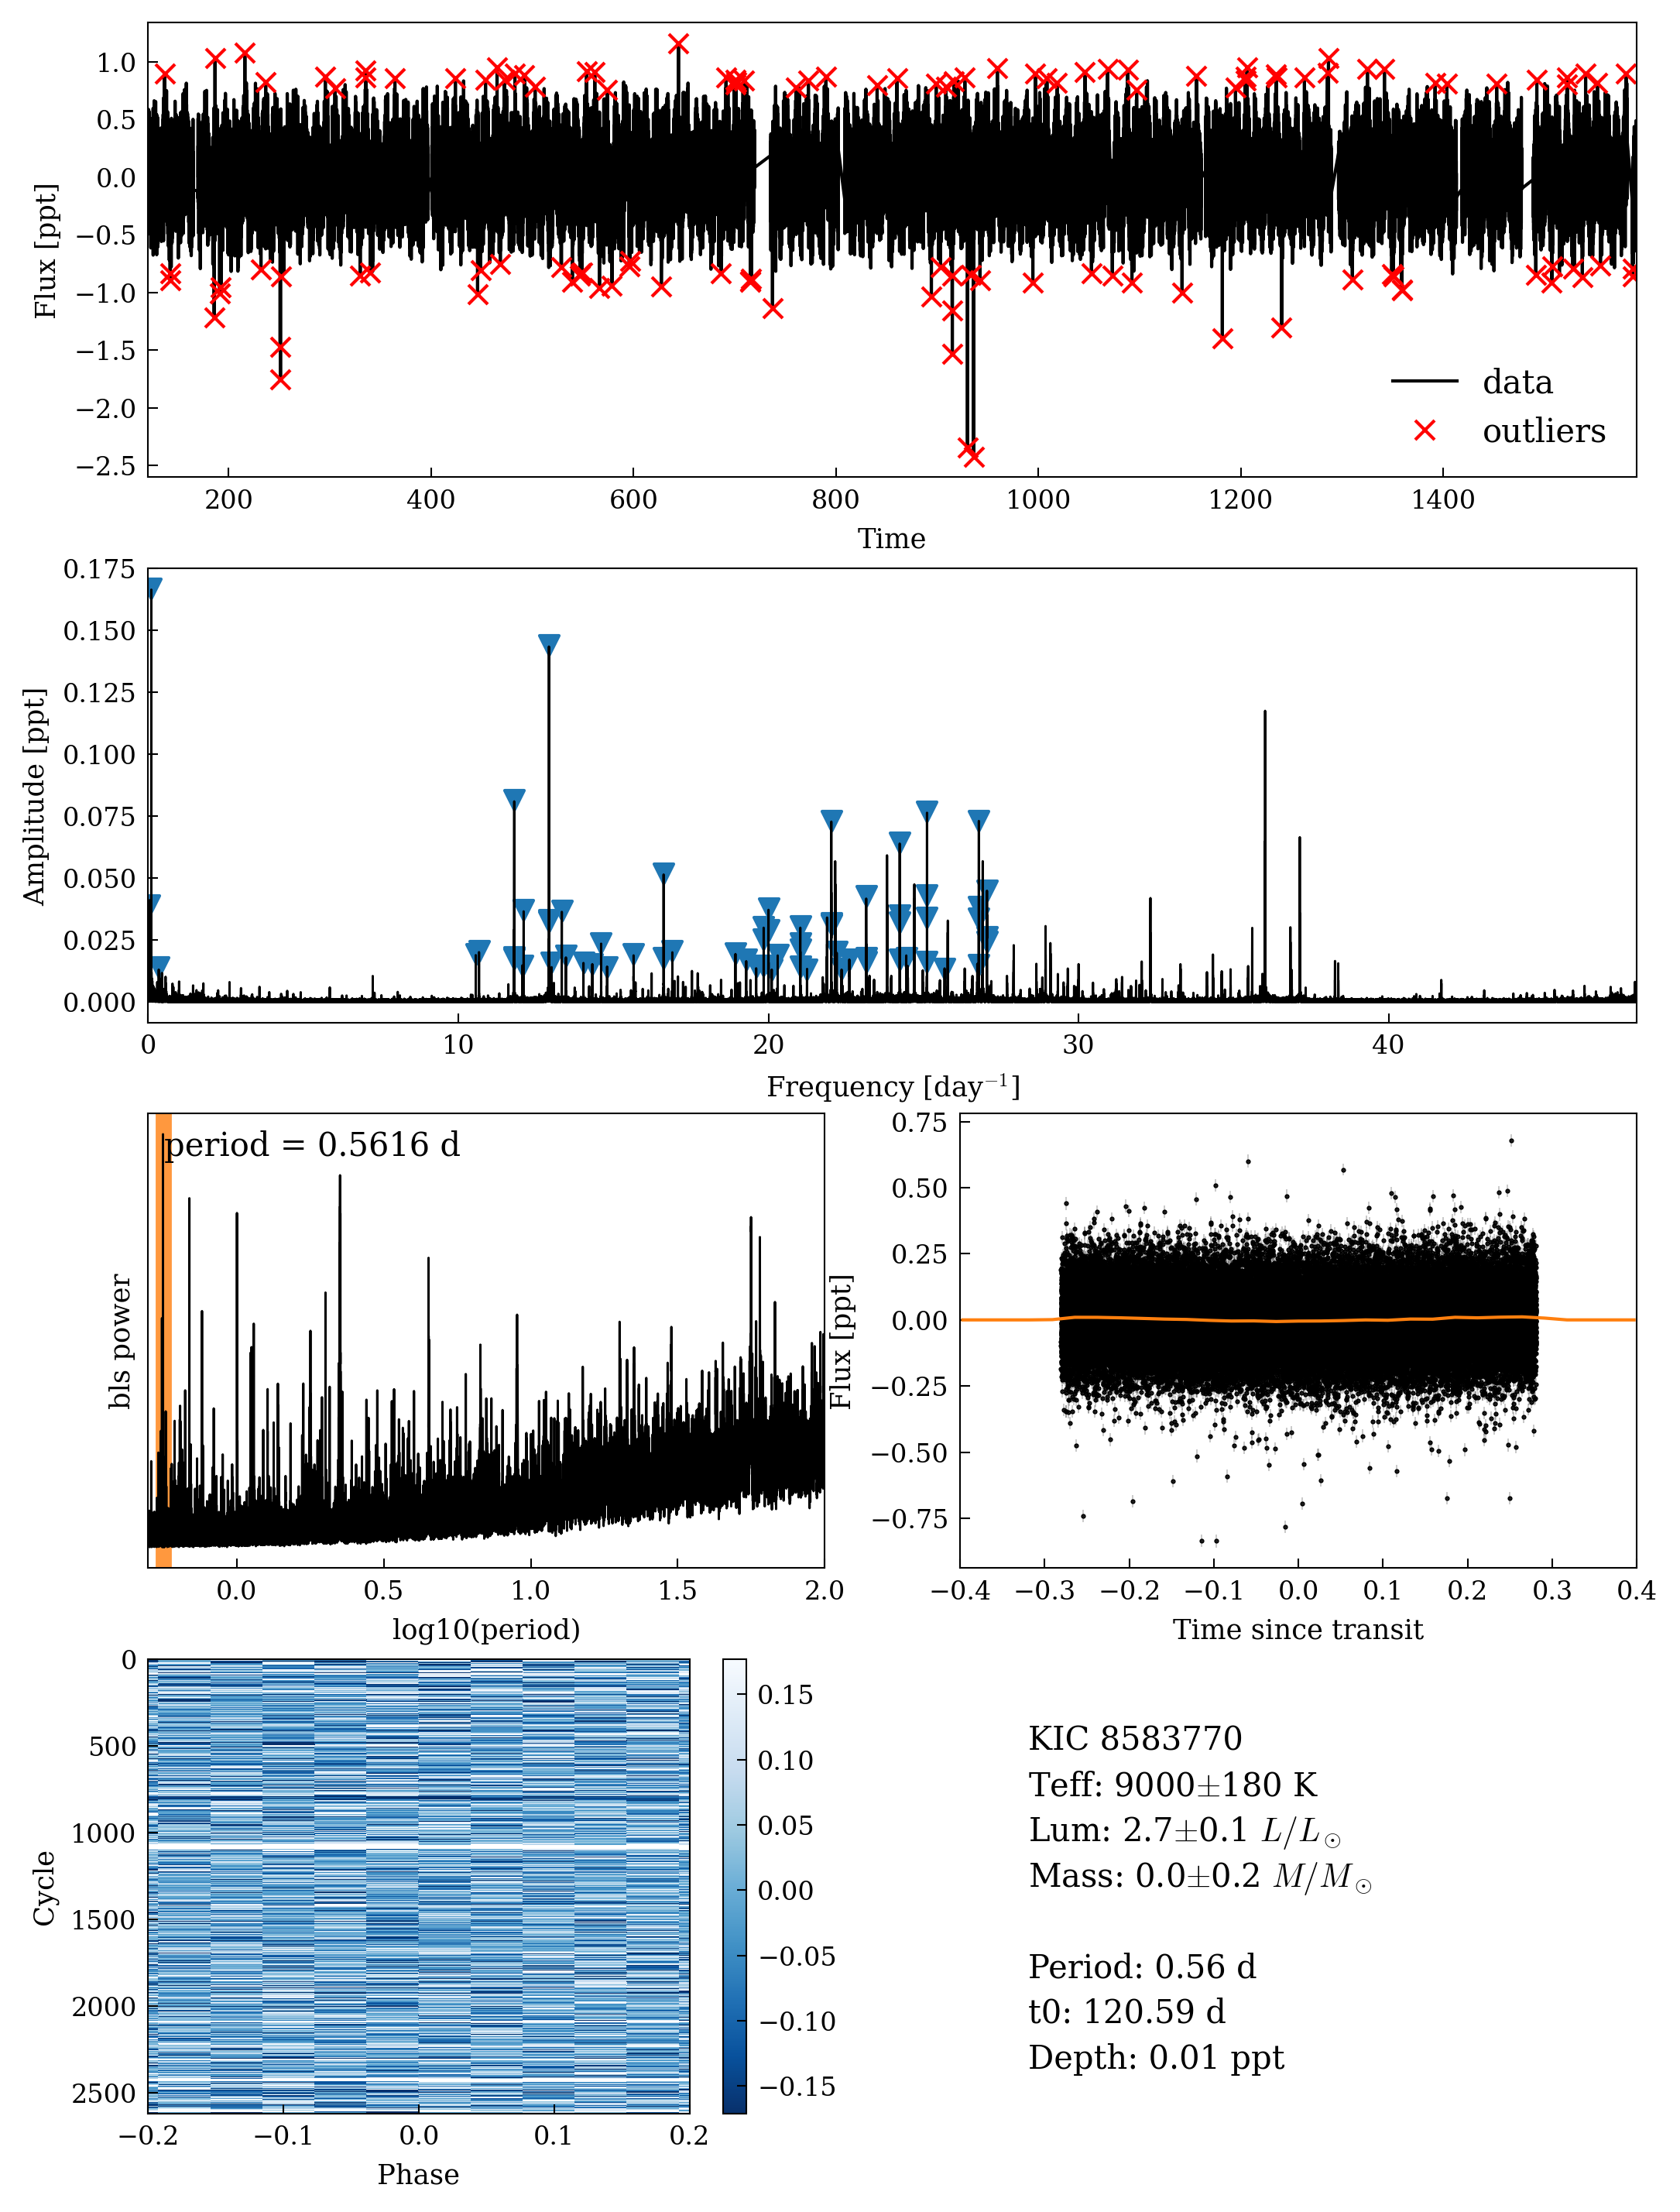 1.0
0.5
0.0
−0.5
−1.0
−1.5
−2.0
−2.5
Flux [ppt]
data
outliers
200 400 600 800 1000 1200 1400
Time
0.175
0.150
0.125
0.100
0.075
0.050
0.025
0.000
Amplitude [ppt]
0 10 20 30 40
Frequency [day⁻¹]
period = 0.5616 d
bls power
0.0 0.5 1.0 1.5 2.0
log10(period)
0.75
0.50
0.25
0.00
−0.25
−0.50
−0.75
Flux [ppt]
−0.4 −0.3 −0.2 −0.1 0.0 0.1 0.2 0.3 0.4
Time since transit
0
500
1000
1500
2000
2500
Cycle
−0.2 −0.1 0.0 0.1 0.2
Phase
0.15
0.10
0.05
0.00
−0.05
−0.10
−0.15
KIC 8583770
Teff: 9000±180 K
Lum: 2.7±0.1 L/L⊙
Mass: 0.0±0.2 M/M⊙
Period: 0.56 d
t0: 120.59 d
Depth: 0.01 ppt